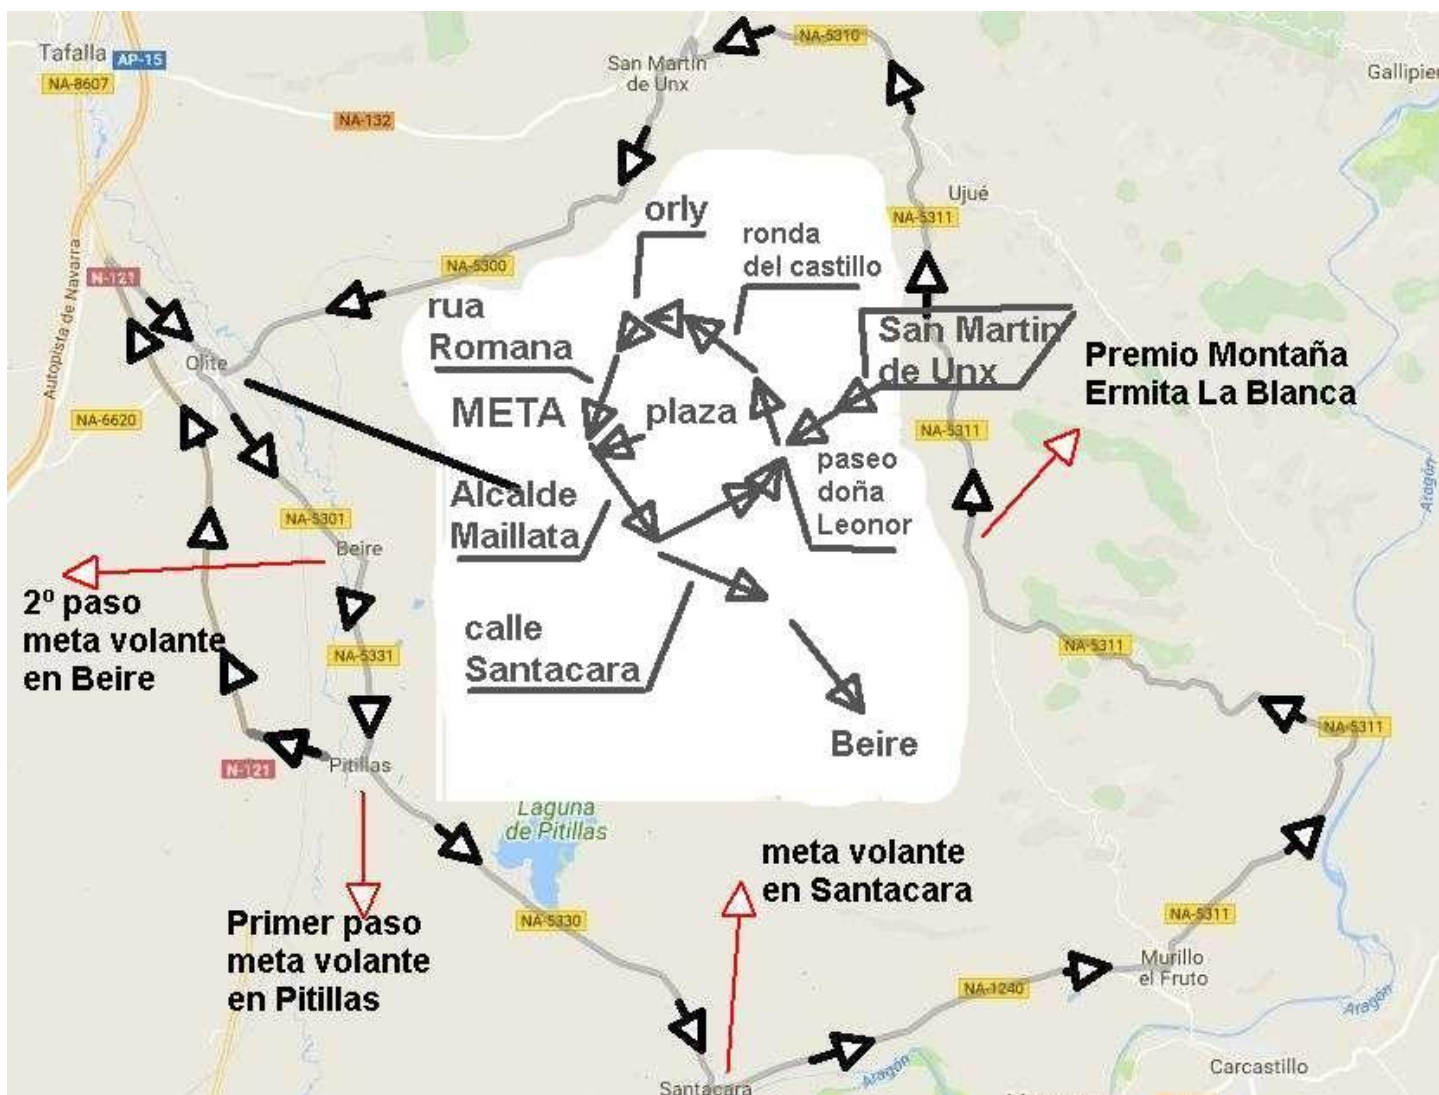 Tafalla
AP-15
NA-8607
NA-132
San Martín
de Unx
NA-5310
Gallipie
Ujué
NA-5311
orly
ronda
del castillo
NA-5300
N-121
Autopista de Navarra
rua
Romana
San Martin
de Unx
Premio Montaña
Ermita La Blanca
Olite
NA-6620
META
plaza
NA-5311
paseo
doña
Leonor
Alcalde
Maillata
Aragón
NA-5301
Beire
2º paso
meta volante
en Beire
NA-5331
calle
Santacara
NA-5311
Beire
NA-5311
N-121
Pitillas
Laguna
de Pitillas
meta volante
en Santacara
Primer paso
meta volante
en Pitillas
NA-5330
NA-5311
Murillo
el Fruto
NA-1240
Aragón
Aragón
Carcastillo
Santacara